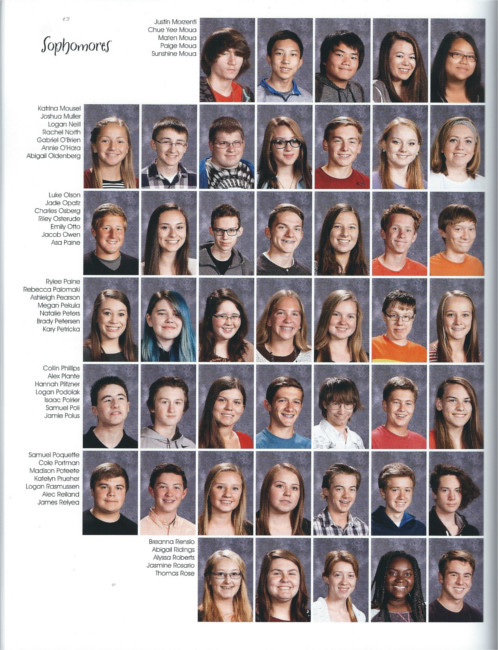 Sophomores
Justin Morrenti
Chue Yee Moua
Maren Moua
Paige Moua
Sunshine Moua
Katrina Mousel
Joshua Muller
Logan Neill
Rachel North
Gabriel O'Brien
Annie O'Hara
Abigail Oldenberg
Luke Olson
Jade Opatz
Charles Osberg
Riley Osterude
Emily Otto
Jacob Owen
Asa Paine
Rylee Paine
Rebecca Palomaki
Ashleigh Pearson
Megan Pekula
Natalie Peters
Brady Petersen
Kary Petricka
Collin Phillips
Alex Plante
Hannah Plitzner
Logan Podolak
Isaac Poirier
Samuel Poli
Jamie Polus
Samuel Poquette
Cole Portman
Madison Poteete
Katelyn Prueher
Logan Rasmussen
Alec Reiland
James Relyea
Breanna Renslo
Abigail Ridings
Alyssa Roberts
Jasmine Rosario
Thomas Rose